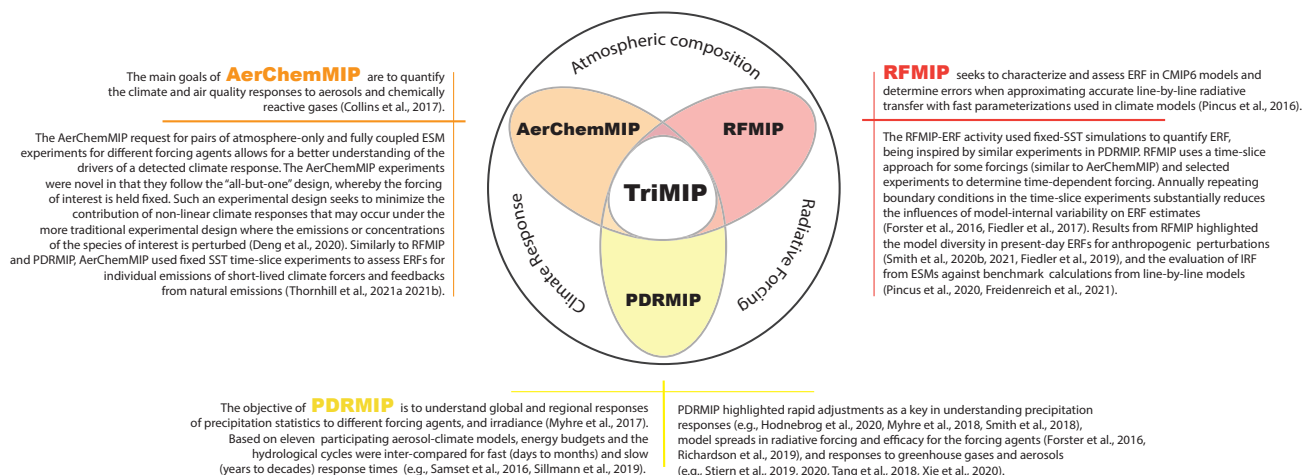 The main goals of AerChemMIP are to quantify
the climate and air quality responses to aerosols and chemically
reactive gases (Collins et al., 2017).
The AerChemMIP request for pairs of atmosphere-only and fully coupled ESM
experiments for different forcing agents allows for a better understanding of the
drivers of a detected climate response. The AerChemMIP experiments
were novel in that they follow the “all-but-one” design, whereby the forcing
of interest is held fixed. Such an experimental design seeks to minimize the
contribution of non-linear climate responses that may occur under the
more traditional experimental design where the emissions or concentrations
of the species of interest is perturbed (Deng et al., 2020). Similarly to RFMIP
and PDRMIP, AerChemMIP used fixed SST time-slice experiments to assess ERFs for
individual emissions of short-lived climate forcers and feedbacks
from natural emissions (Thornhill et al., 2021a 2021b).
Atmospheric composition
AerChemMIP
RFMIP
TriMIP
Climate Response
Radiative Forcing
PDRMIP
RFMIP seeks to characterize and assess ERF in CMIP6 models and
determine errors when approximating accurate line-by-line radiative
transfer with fast parameterizations used in climate models (Pincus et al., 2016).
The RFMIP-ERF activity used fixed-SST simulations to quantify ERF,
being inspired by similar experiments in PDRMIP. RFMIP uses a time-slice
approach for some forcings (similar to AerChemMIP) and selected
experiments to determine time-dependent forcing. Annually repeating
boundary conditions in the time-slice experiments substantially reduces
the influences of model-internal variability on ERF estimates
(Forster et al., 2016, Fiedler et al., 2017). Results from RFMIP highlighted
the model diversity in present-day ERFs for anthropogenic perturbations
(Smith et al., 2020b, 2021, Fiedler et al., 2019), and the evaluation of IRF
from ESMs against benchmark calculations from line-by-line models
(Pincus et al., 2020, Freidenreich et al., 2021).
The objective of PDRMIP is to understand global and regional responses
of precipitation statistics to different forcing agents, and irradiance (Myhre et al., 2017).
Based on eleven participating aerosol-climate models, energy budgets and the
hydrological cycles were inter-compared for fast (days to months) and slow
(years to decades) response times (e.g., Samset et al., 2016, Sillmann et al., 2019).
PDRMIP highlighted rapid adjustments as a key in understanding precipitation
responses (e.g., Hodnebrog et al., 2020, Myhre et al., 2018, Smith et al., 2018),
model spreads in radiative forcing and efficacy for the forcing agents (Forster et al., 2016,
Richardson et al., 2019), and responses to greenhouse gases and aerosols
(e.g., Stjern et al., 2019, 2020, Tang et al., 2018, Xie et al., 2020).